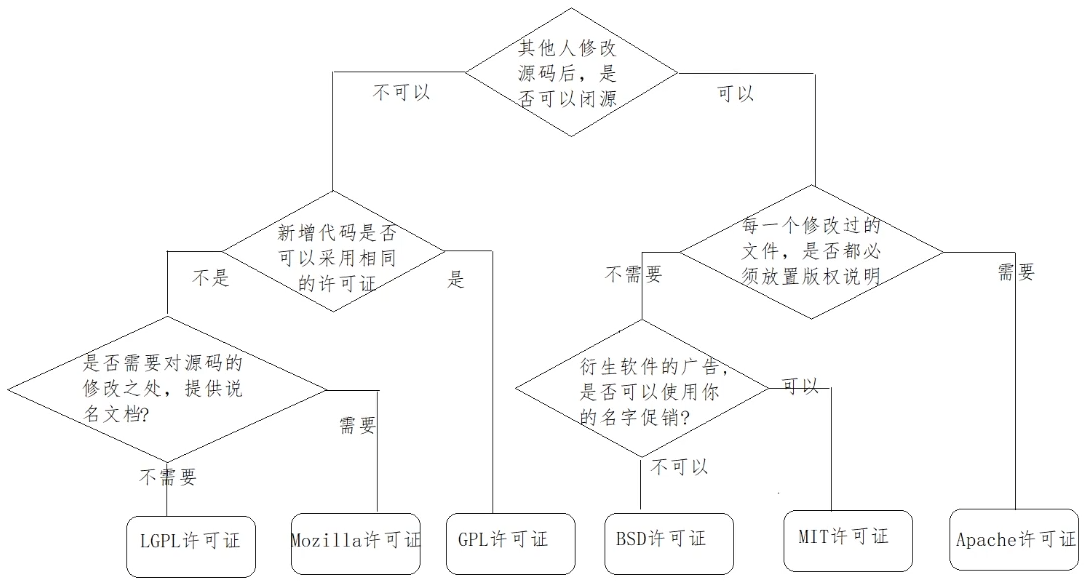 其他人修改
源码后，是
否可以闭源
不可以
可以
新增代码是否
可以采用相同
的许可证
不是
是
每一个修改过的
文件，是否都必
须放置版权说明
不需要
需要
是否需要对源码的
修改之处，提供说
名文档?
需要
不需要
衍生软件的广告，
是否可以使用你
的名字促销?
可以
不可以
LGPL许可证
Mozilla许可证
GPL许可证
BSD许可证
MIT许可证
Apache许可证